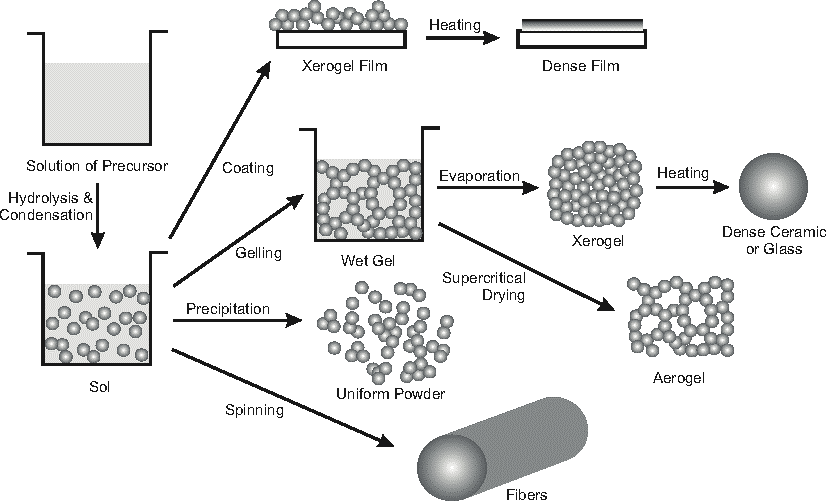 Heating
Xerogel Film
Dense Film
Solution of Precursor
Coating
Evaporation
Heating
Hydrolysis &
Condensation
Xerogel
Dense Ceramic
or Glass
Gelling
Wet Gel
Supercritical
Drying
Precipitation
Sol
Uniform Powder
Aerogel
Spinning
Fibers